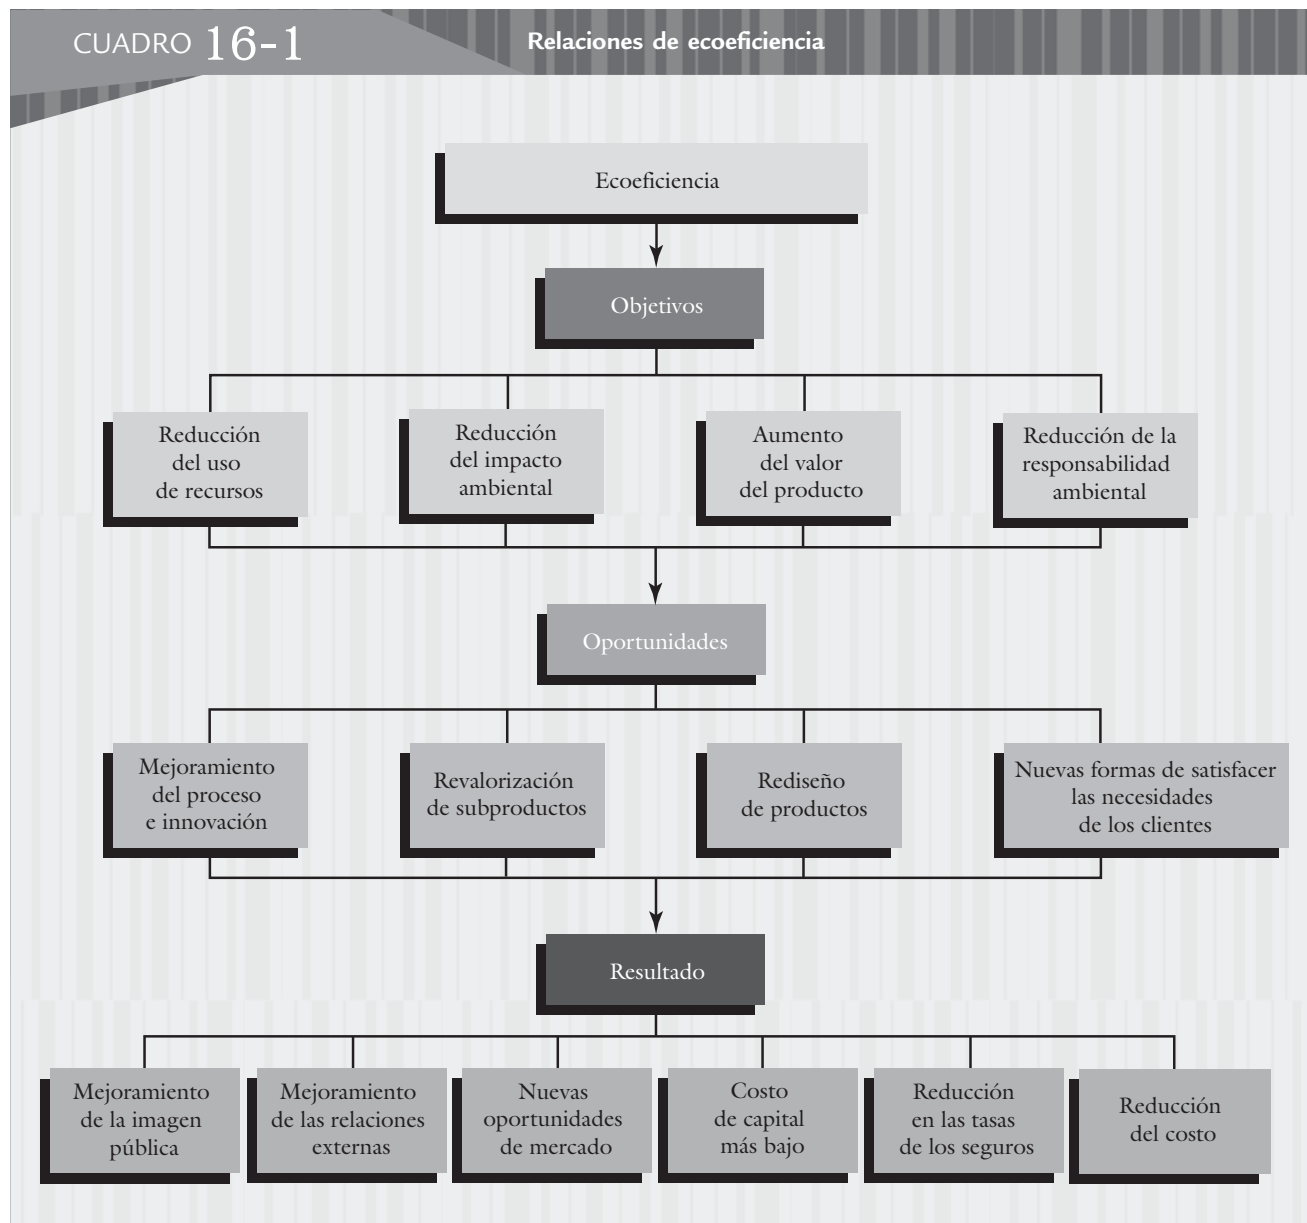 CUADRO 16-1
Relaciones de ecoeficiencia
Ecoeficiencia
Objetivos
Reducción
del uso
de recursos
Reducción
del impacto
ambiental
Aumento
del valor
del producto
Reducción de la
responsabilidad
ambiental
Oportunidades
Mejoramiento
del proceso
e innovación
Revalorización
de subproductos
Rediseño
de productos
Nuevas formas de satisfacer
las necesidades
de los clientes
Resultado
Mejoramiento
de la imagen
pública
Mejoramiento
de las relaciones
externas
Nuevas
oportunidades
de mercado
Costo
de capital
más bajo
Reducción
en las tasas
de los seguros
Reducción
del costo